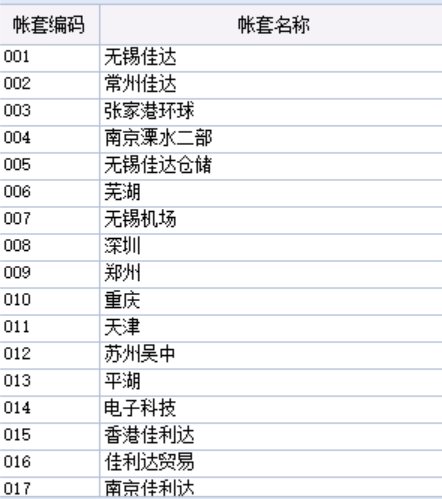 帐套编码 帐套名称
001 无锡佳达
002 常州佳达
003 张家港环球
004 南京溧水二部
005 无锡佳达仓储
006 芜湖
007 无锡机场
008 深圳
009 郑州
010 重庆
011 天津
012 苏州吴中
013 平湖
014 电子科技
015 香港佳利达
016 佳利达贸易
017 南京佳利达